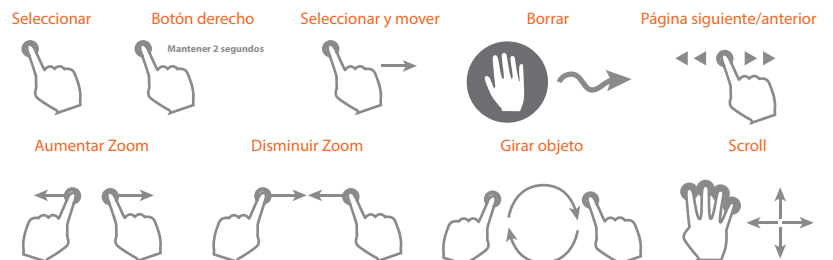 Seleccionar
Botón derecho
Seleccionar y mover
Borrar
Página siguiente/anterior
Mantener 2 segundos
Aumentar Zoom
Disminuir Zoom
Girar objeto
Scroll